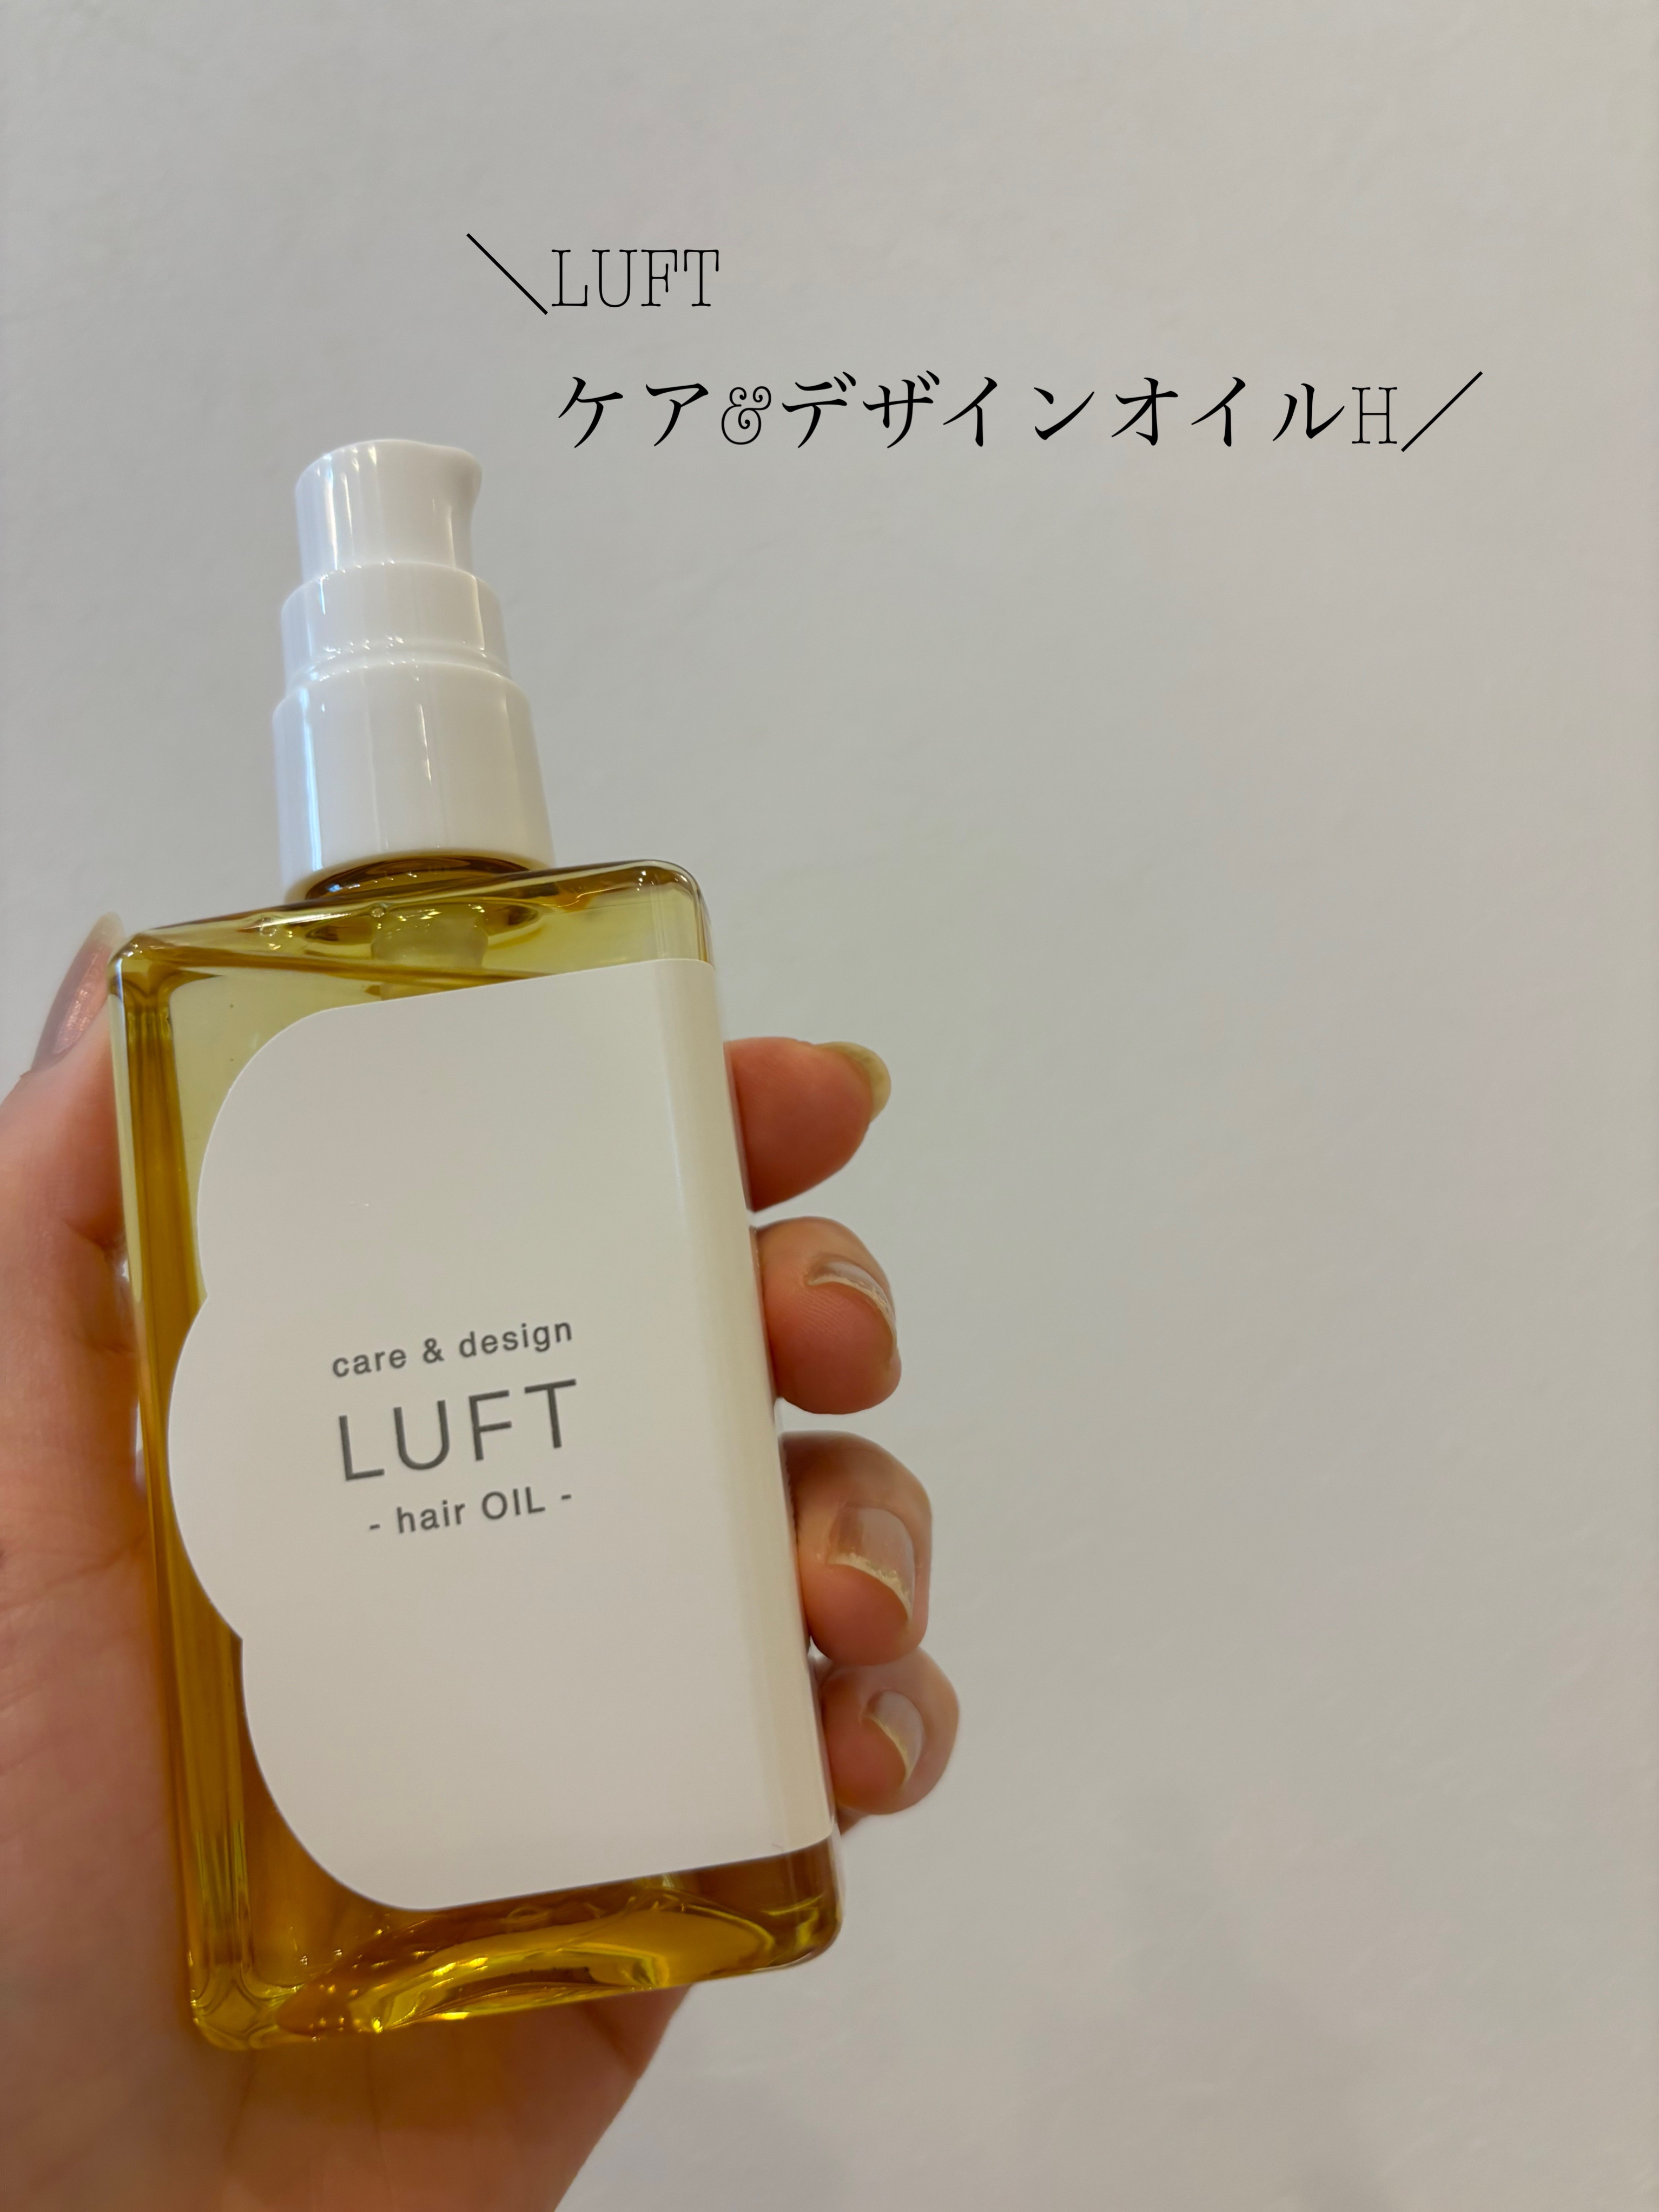 ＼LUFT
ケア&デザインオイルH／
care & design
LUFT
- hair OIL -